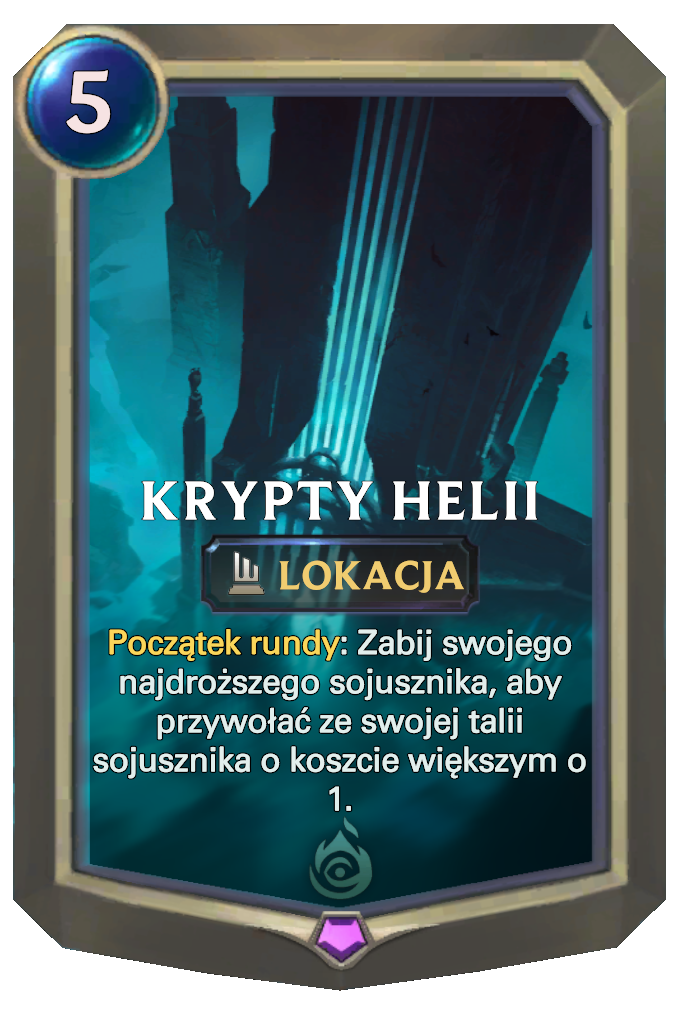 5
KRYPTY HELII
LOKACJA
Początek rundy: Zabij swojego
najdroższego sojusznika, aby
przywołać ze swojej talii
sojusznika o koszcie większym o
1.